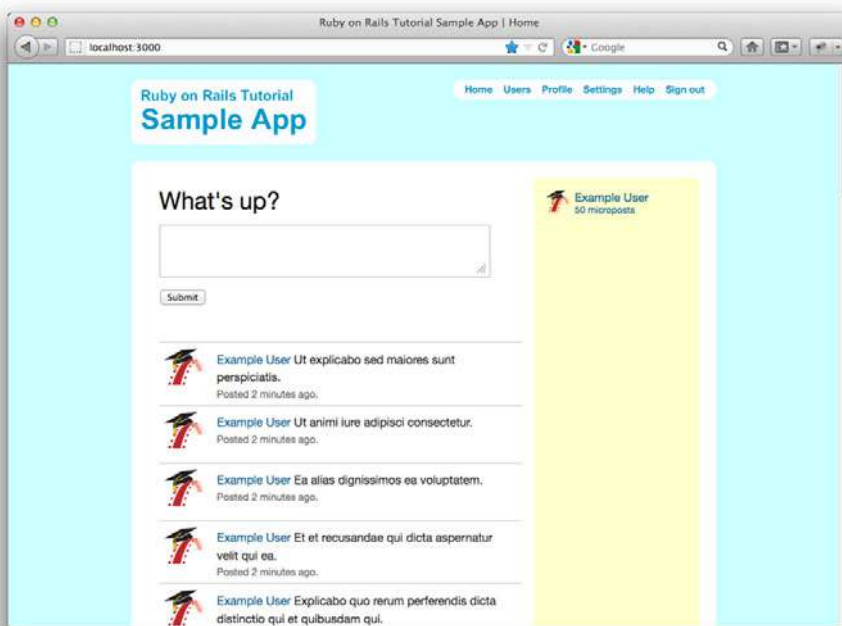 Ruby on Rails Tutorial Sample App | Home
localhost:3000
Google
Ruby on Rails Tutorial
Sample App
Home Users Profile Settings Help Sign out
What's up?
Example User
50 microposts
Submit
Example User Ut explicabo sed maiores sunt
perspiciatis.
Posted 2 minutes ago.
Example User Ut animi iure adipisci consectetur.
Posted 2 minutes ago.
Example User Ea alias dignissimos ea voluptatem.
Posted 2 minutes ago.
Example User Et et recusandae qui dicta aspernatur
velit qui ea.
Posted 2 minutes ago.
Example User Explicabo quo rerum perferendis dicta
distinctio qui et quibusdam qui.